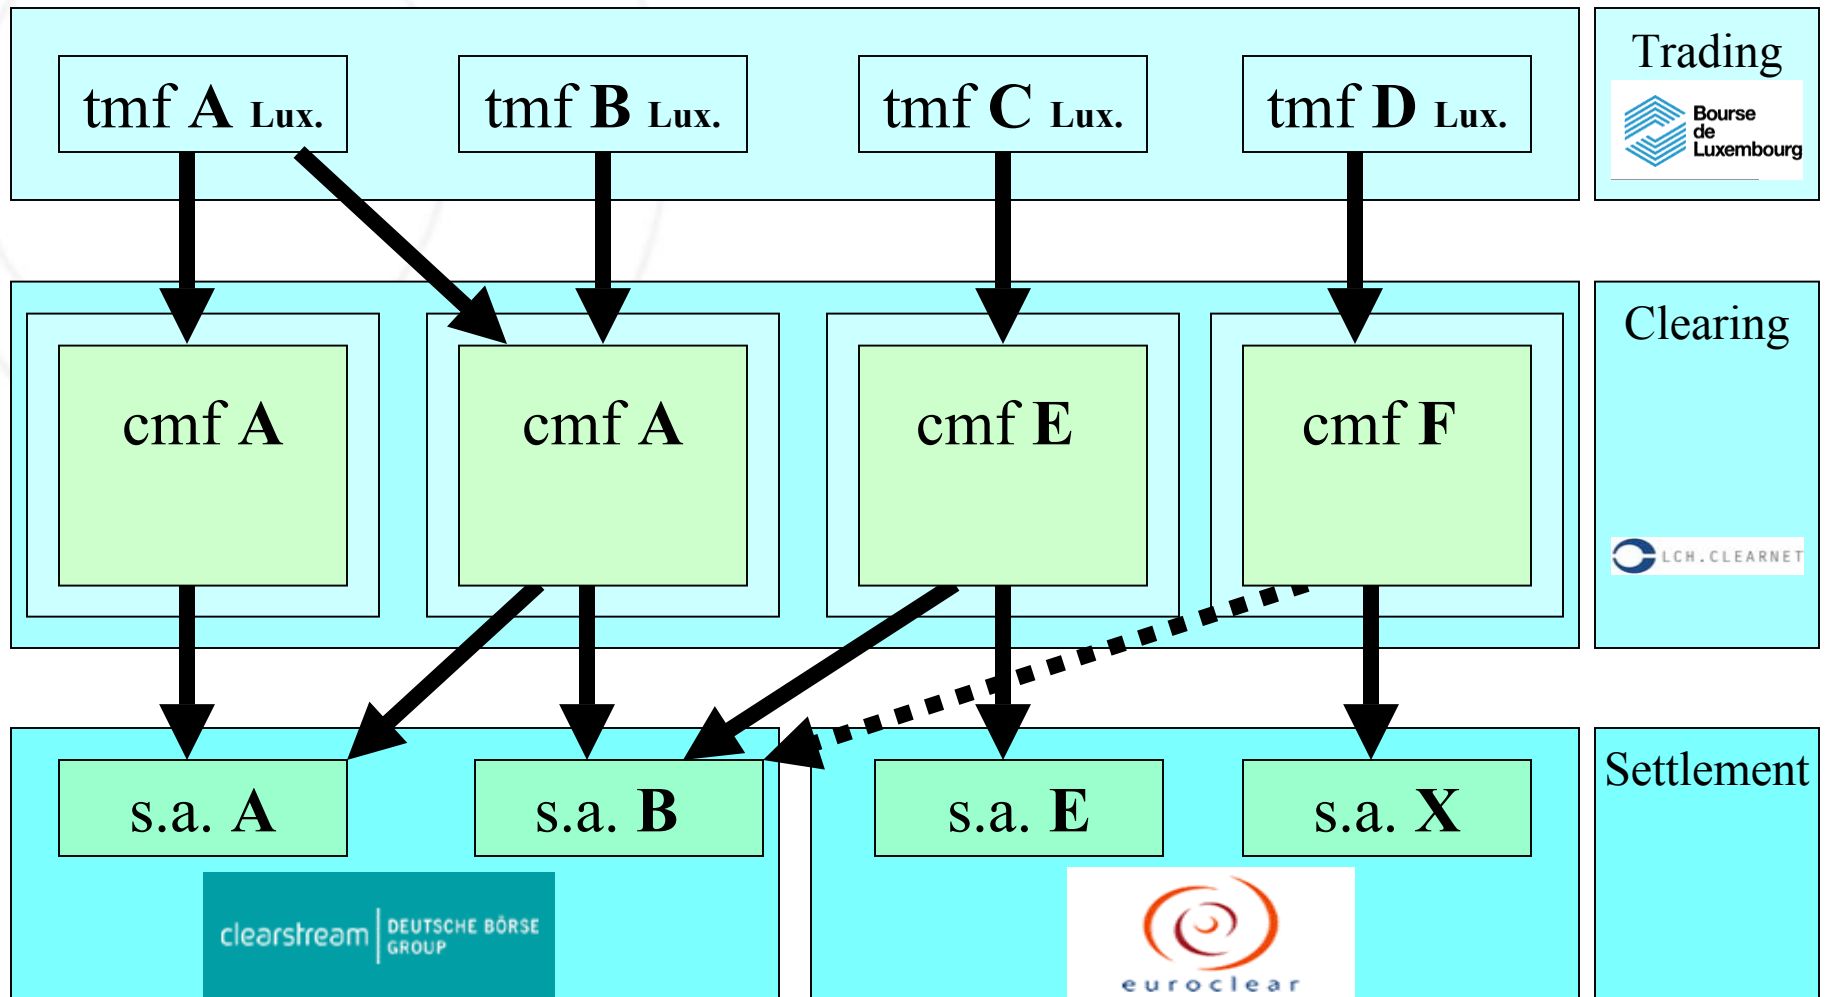 tmf A Lux.
tmf B Lux.
tmf C Lux.
tmf D Lux.
Trading
Bourse
de
Luxembourg
cmf A
cmf A
cmf E
cmf F
Clearing
LCH.CLEARNET
s.a. A
s.a. B
s.a. E
s.a. X
Settlement
clearstream
DEUTSCHE BÖRSE
GROUP
euroclear